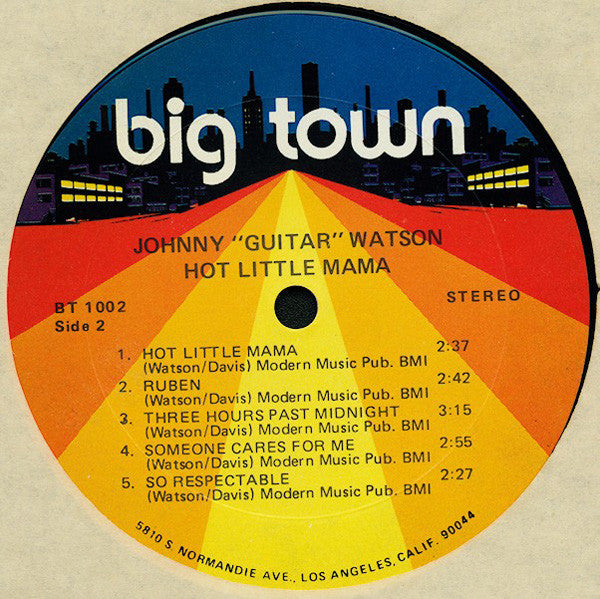 big town
JOHNNY "GUITAR" WATSON
HOT LITTLE MAMA
BT 1002
Side 2
STEREO
1. HOT LITTLE MAMA 2:37
(Watson/Davis) Modern Music Pub. BMI
2. RUBEN 2:42
(Watson/Davis) Modern Music Pub. BMI
3. THREE HOURS PAST MIDNIGHT 3:15
(Watson/Davis) Modern Music Pub. BMI
4. SOMEONE CARES FOR ME 2:55
(Watson/Davis) Modern Music Pub. BMI
5. SO RESPECTABLE 2:27
(Watson/Davis) Modern Music Pub. BMI
5810 S NORMANDIE AVE., LOS ANGELES, CALIF. 90044